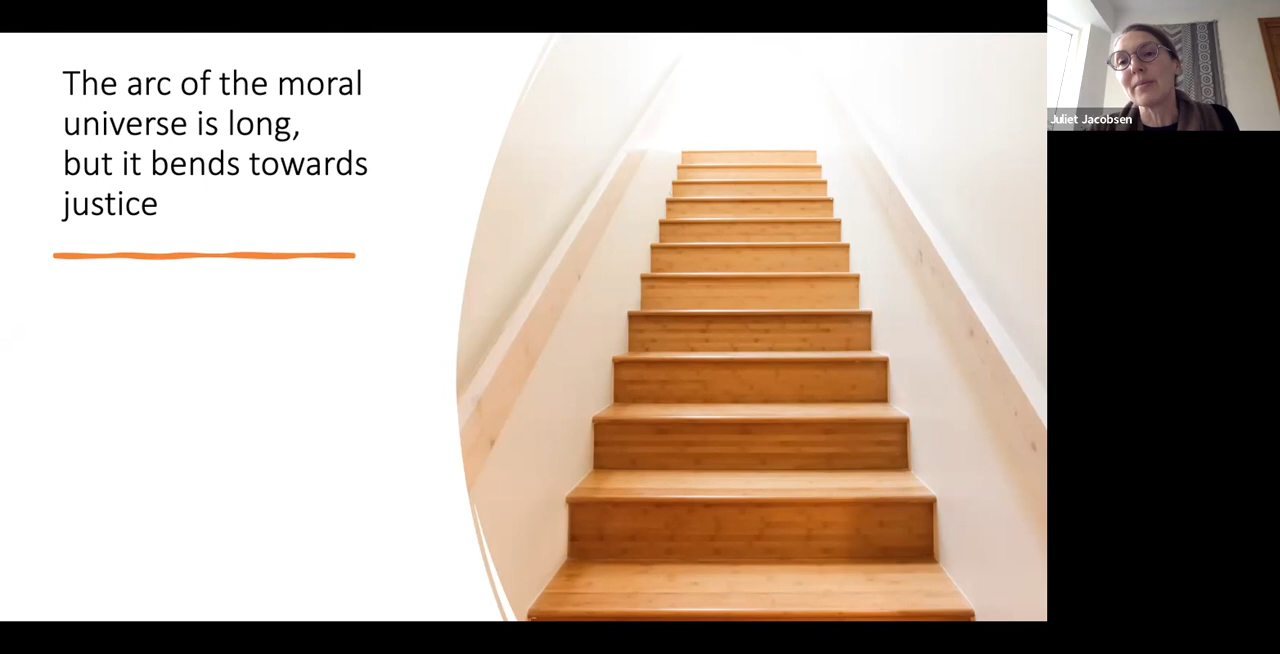 The arc of the moral
universe is long,
but it bends towards
justice
Juliet Jacobsen